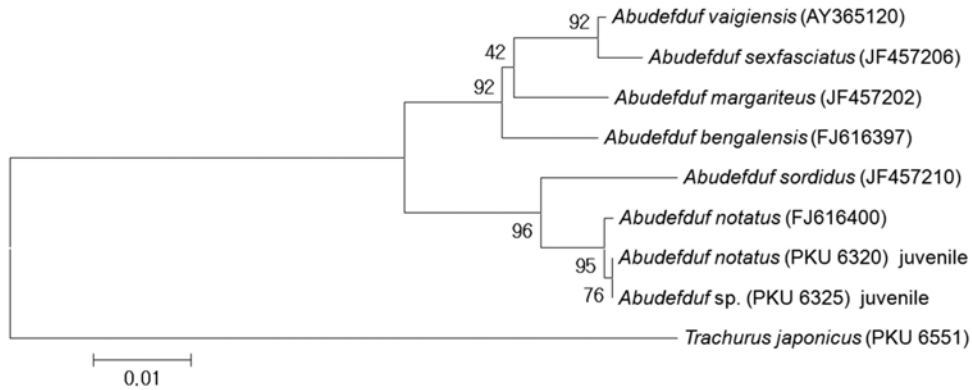 92 Abudefduf vaigiensis (AY365120)
Abudefduf sexfasciatus (JF457206)
42
92
Abudefduf margariteus (JF457202)
Abudefduf bengalensis (FJ616397)
Abudefduf sordidus (JF457210)
96
Abudefduf notatus (FJ616400)
95
Abudefduf notatus (PKU 6320) juvenile
76 Abudefduf sp. (PKU 6325) juvenile
Trachurus japonicus (PKU 6551)
0.01